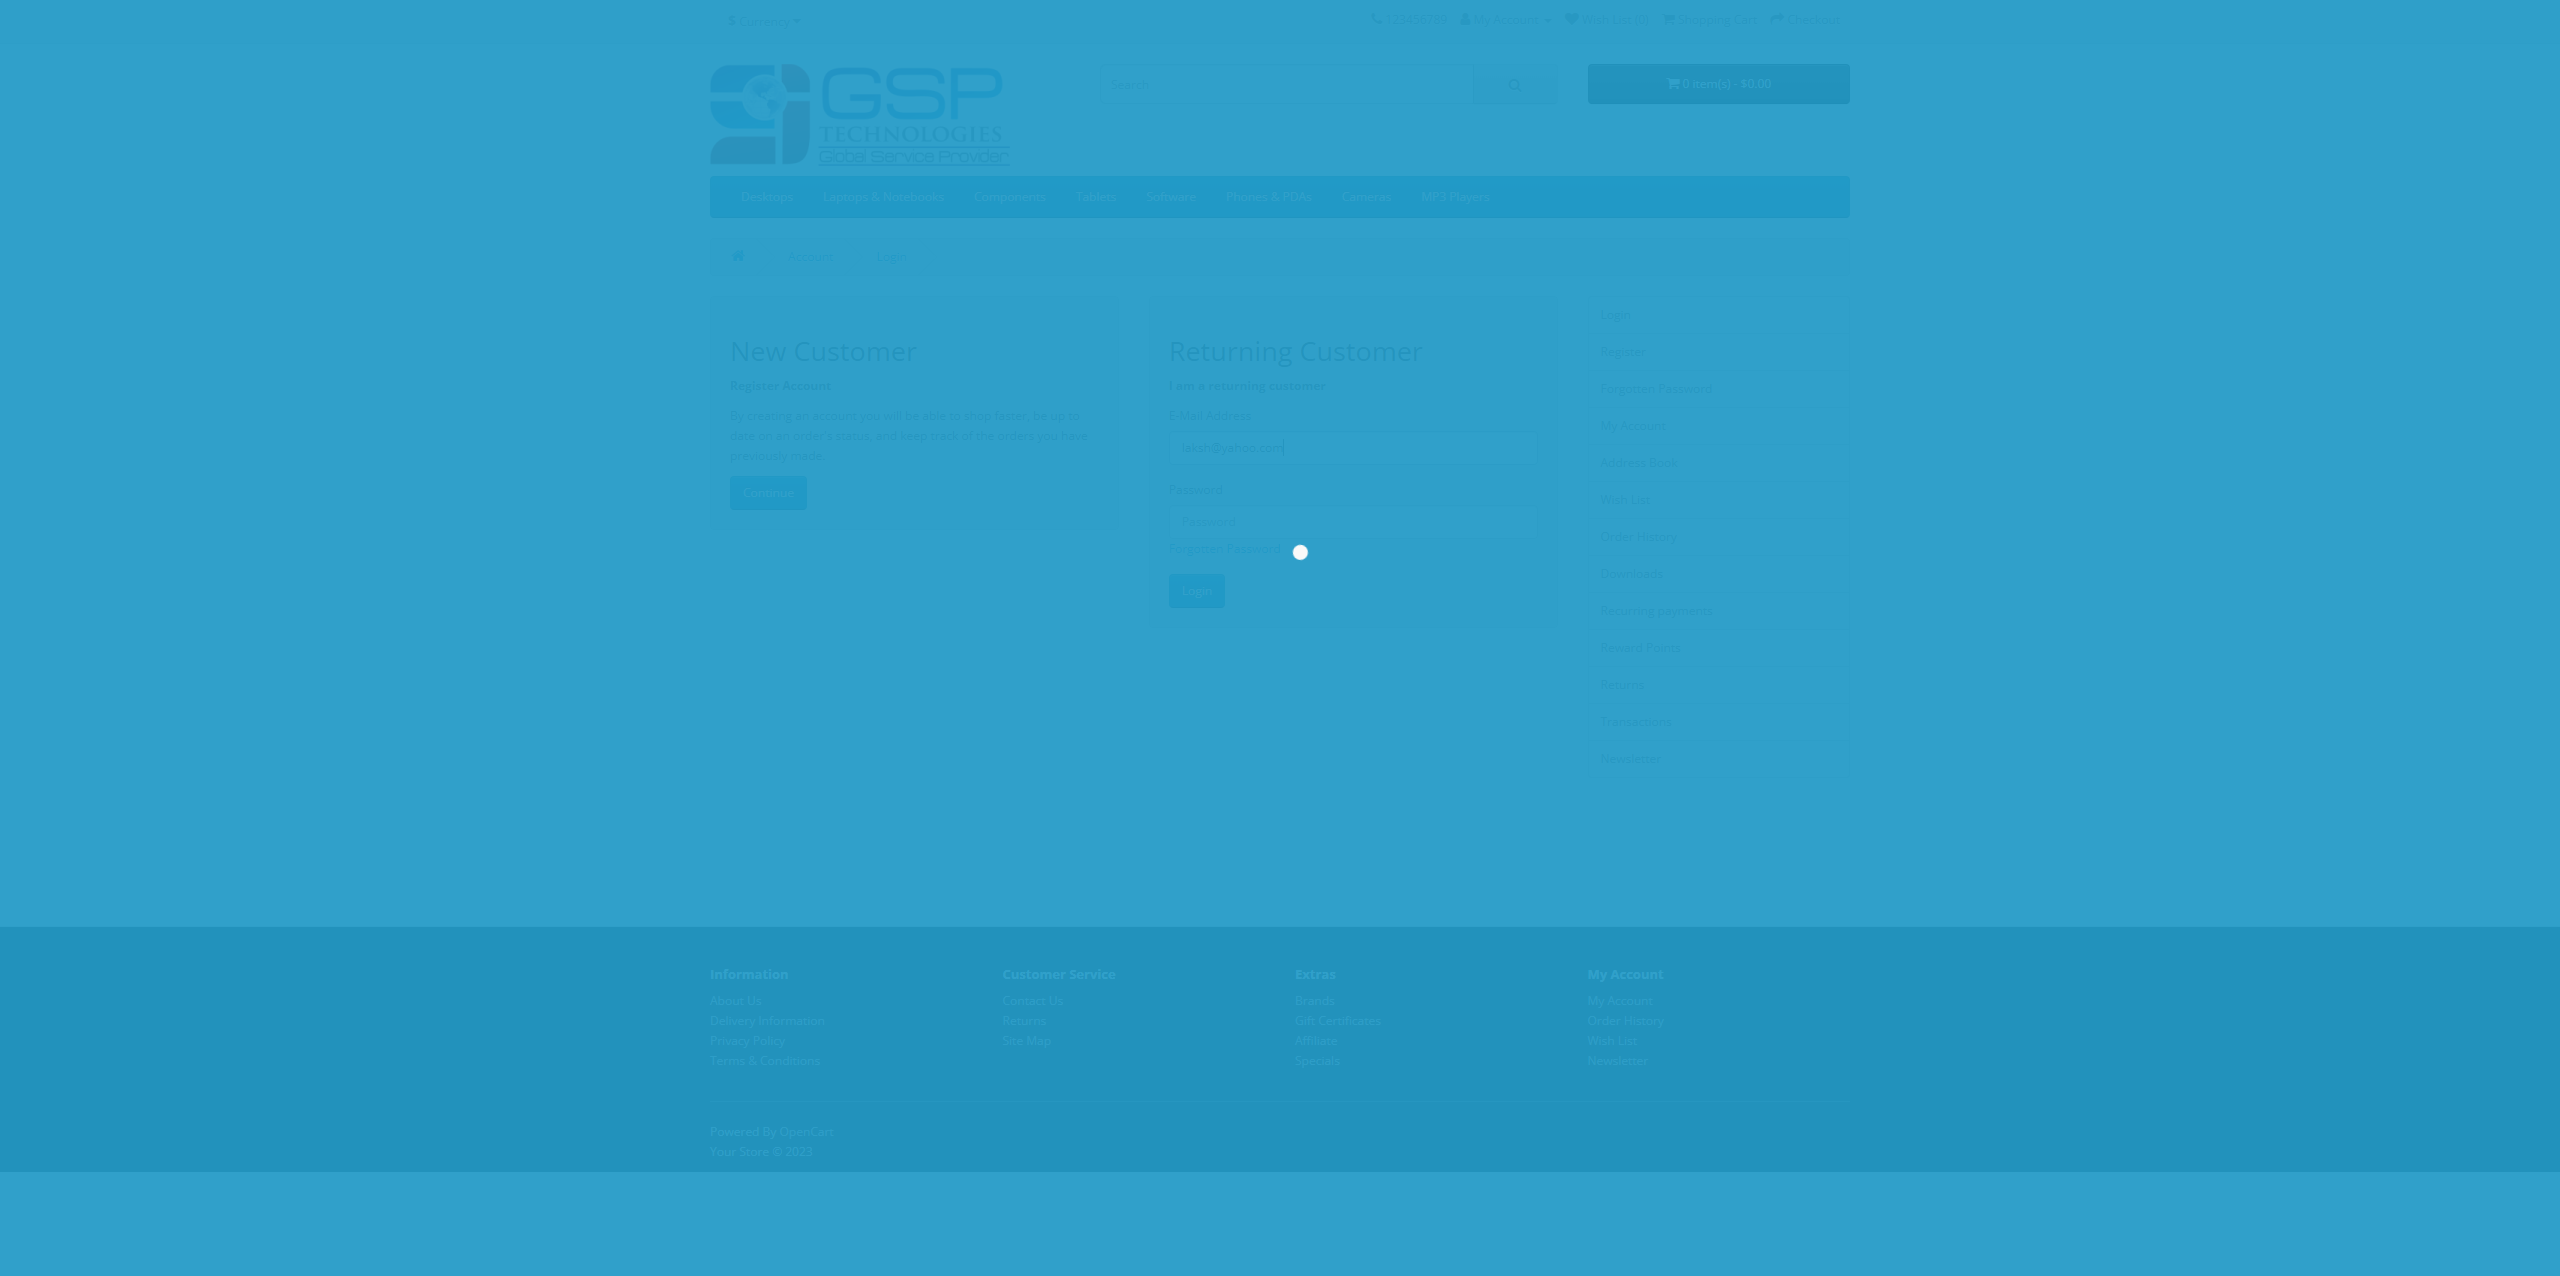 $ Currency
123456789 My Account Wish List (0) Shopping Cart Checkout
GSP
TECHNOLOGIES
Global Service Provider
Search
0 item(s) - $0.00
Desktops Laptops & Notebooks Components Tablets Software Phones & PDAs Cameras MP3 Players
Account Login
New Customer
Register Account
By creating an account you will be able to shop faster, be up to
date on an order's status, and keep track of the orders you have
previously made.
Continue
Returning Customer
I am a returning customer
E-Mail Address
@yahoo.com
Password
Password
Forgotten Password
Login
Login
Register
Forgotten Password
My Account
Address Book
Wish List
Order History
Downloads
Recurring payments
Reward Points
Returns
Transactions
Newsletter
Information
About Us
Delivery Information
Privacy Policy
Terms & Conditions
Customer Service
Contact Us
Returns
Site Map
Extras
Brands
Gift Certificates
Affiliate
Specials
My Account
My Account
Order History
Wish List
Newsletter
Powered By OpenCart
Your Store © 2023